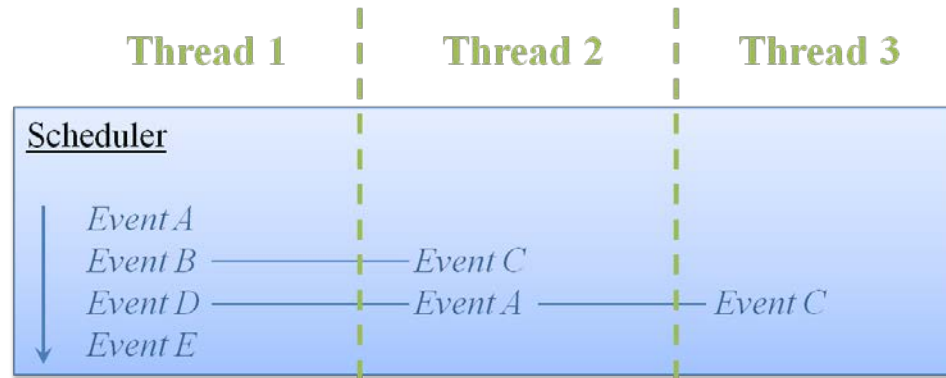 Thread 1 Thread 2 Thread 3
Scheduler
Event A
Event B Event C
Event D Event A Event C
Event E